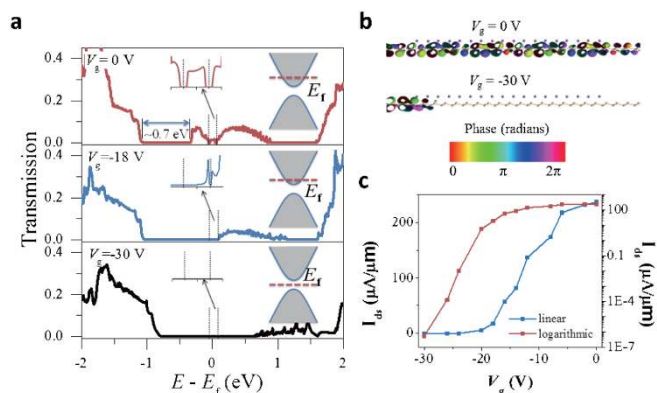 a
V_g = 0 V
0.4
0.2
0.0
~0.7 eV
E_f
V_g=-18 V
0.4
0.2
0.0
E_f
V_g=-30 V
0.4
0.2
0.0
E_f
Transmission
-2 -1 0 1 2
E - E_f (eV)
b
V_g = 0 V
V_g = -30 V
Phase (radians)
0 π 2π
c
200
100
0
I_ds (μA/μm)
10
0.1
1E-4
1E-7
I_ds (μA/μm)
linear
logarithmic
-30 -20 -10 0
V_g (V)